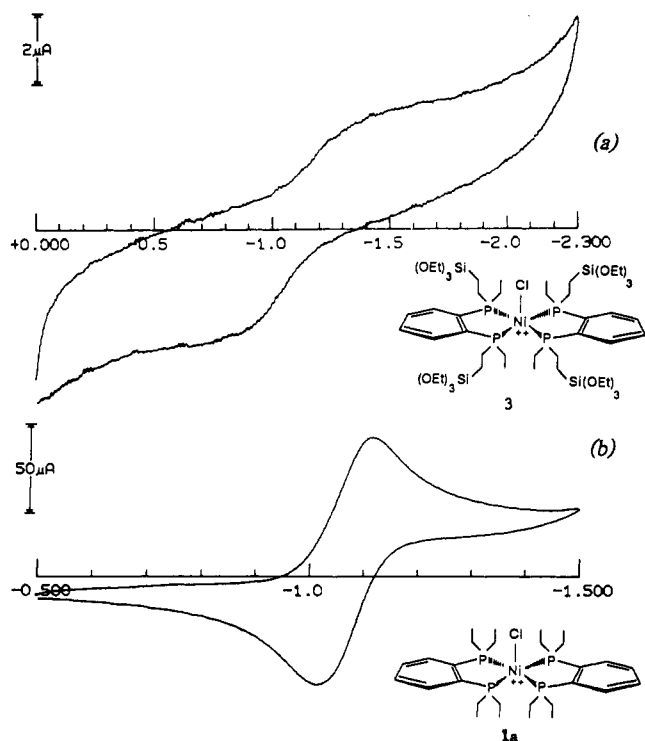 2μA
(a)
+0.000 -0.5 -1.0 -1.5 -2.0 -2.300
(OEt)3Si Si(OEt)3
Cl
P P
Ni
++
P P
(OEt)3Si Si(OEt)3
3
(b)
50μA
-0.500 -1.0 -1.500
Cl
P P
Ni
++
P P
1a